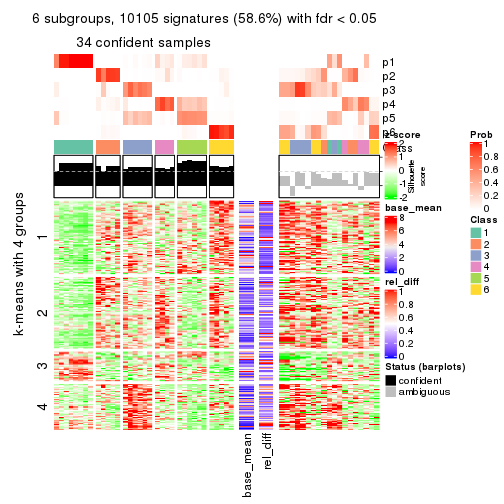 6 subgroups, 10105 signatures (58.6%) with fdr < 0.05
34 confident samples
p1
p2
p3
p4
p5
p6
Class
Silhouette
score
k-means with 4 groups
1
2
3
4
base_mean
rel_diff
z-score
2
1
0
-1
-2
base_mean
8
6
4
2
0
rel_diff
1
0.8
0.6
0.4
0.2
0
Status (barplots)
confident
ambiguous
Prob
1
0.8
0.6
0.4
0.2
0
Class
1
2
3
4
5
6